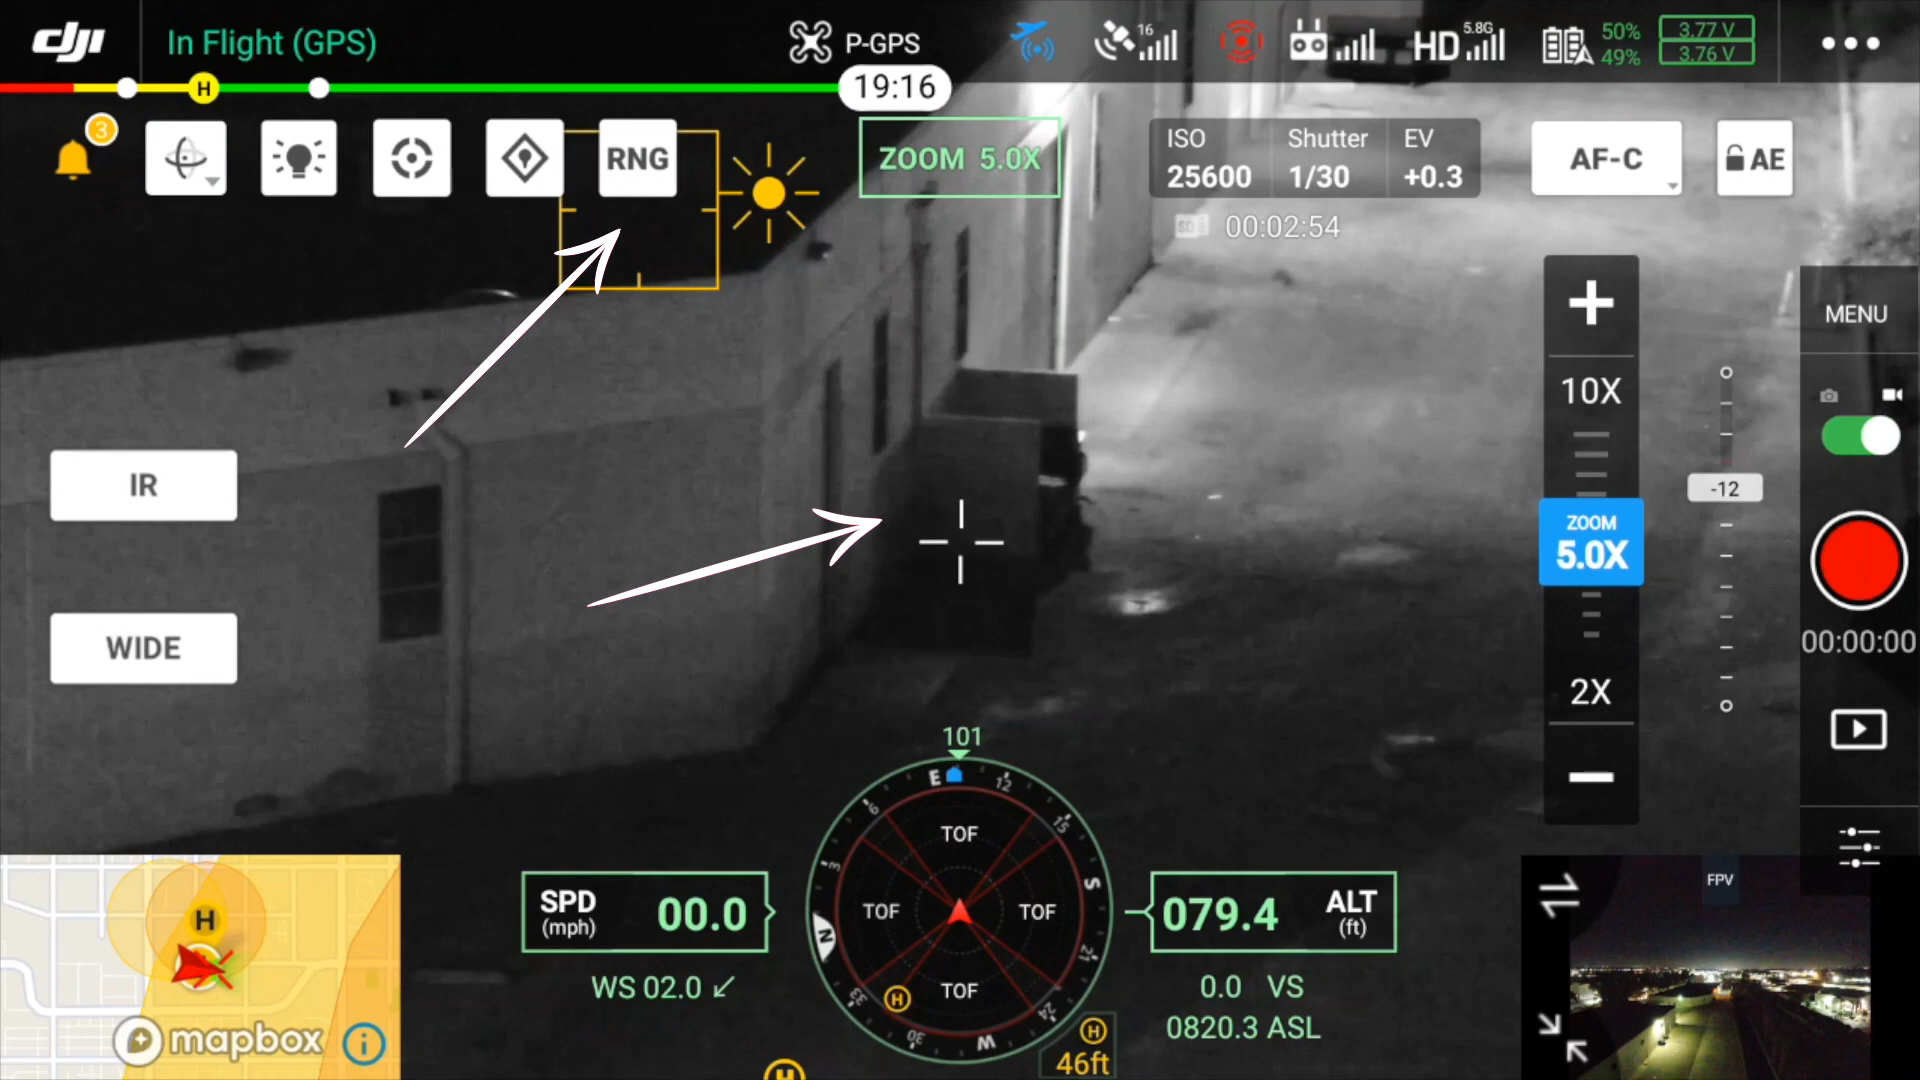 dji
In Flight (GPS)
P-GPS
16
HD 5.8G
50%
49%
3.77 V
3.76 V
H
19:16
3
RNG
ZOOM 5.0X
ISO
25600
Shutter
1/30
EV
+0.3
AF-C
AE
SD
00:02:54
MENU
10X
ZOOM
5.0X
2X
-12
00:00:00
IR
WIDE
101
E
12
15
S
21
24
W
30
33
N
3
6
TOF
TOF
TOF
TOF
H
SPD
(mph)
00.0
WS 02.0
079.4
ALT
(ft)
0.0 VS
0820.3 ASL
H
46ft
H
H
mapbox
i
FPV